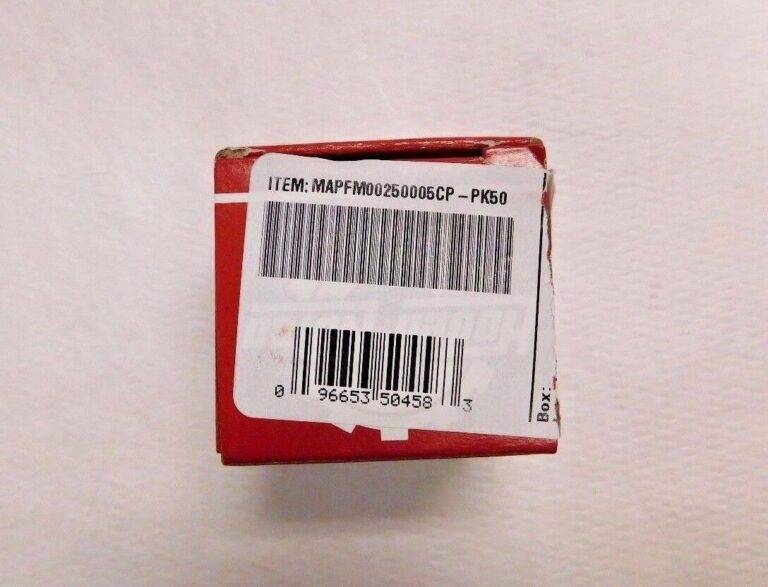 ITEM: MAPFM00250005CP – PK50
0 96653 50458 3
Box: